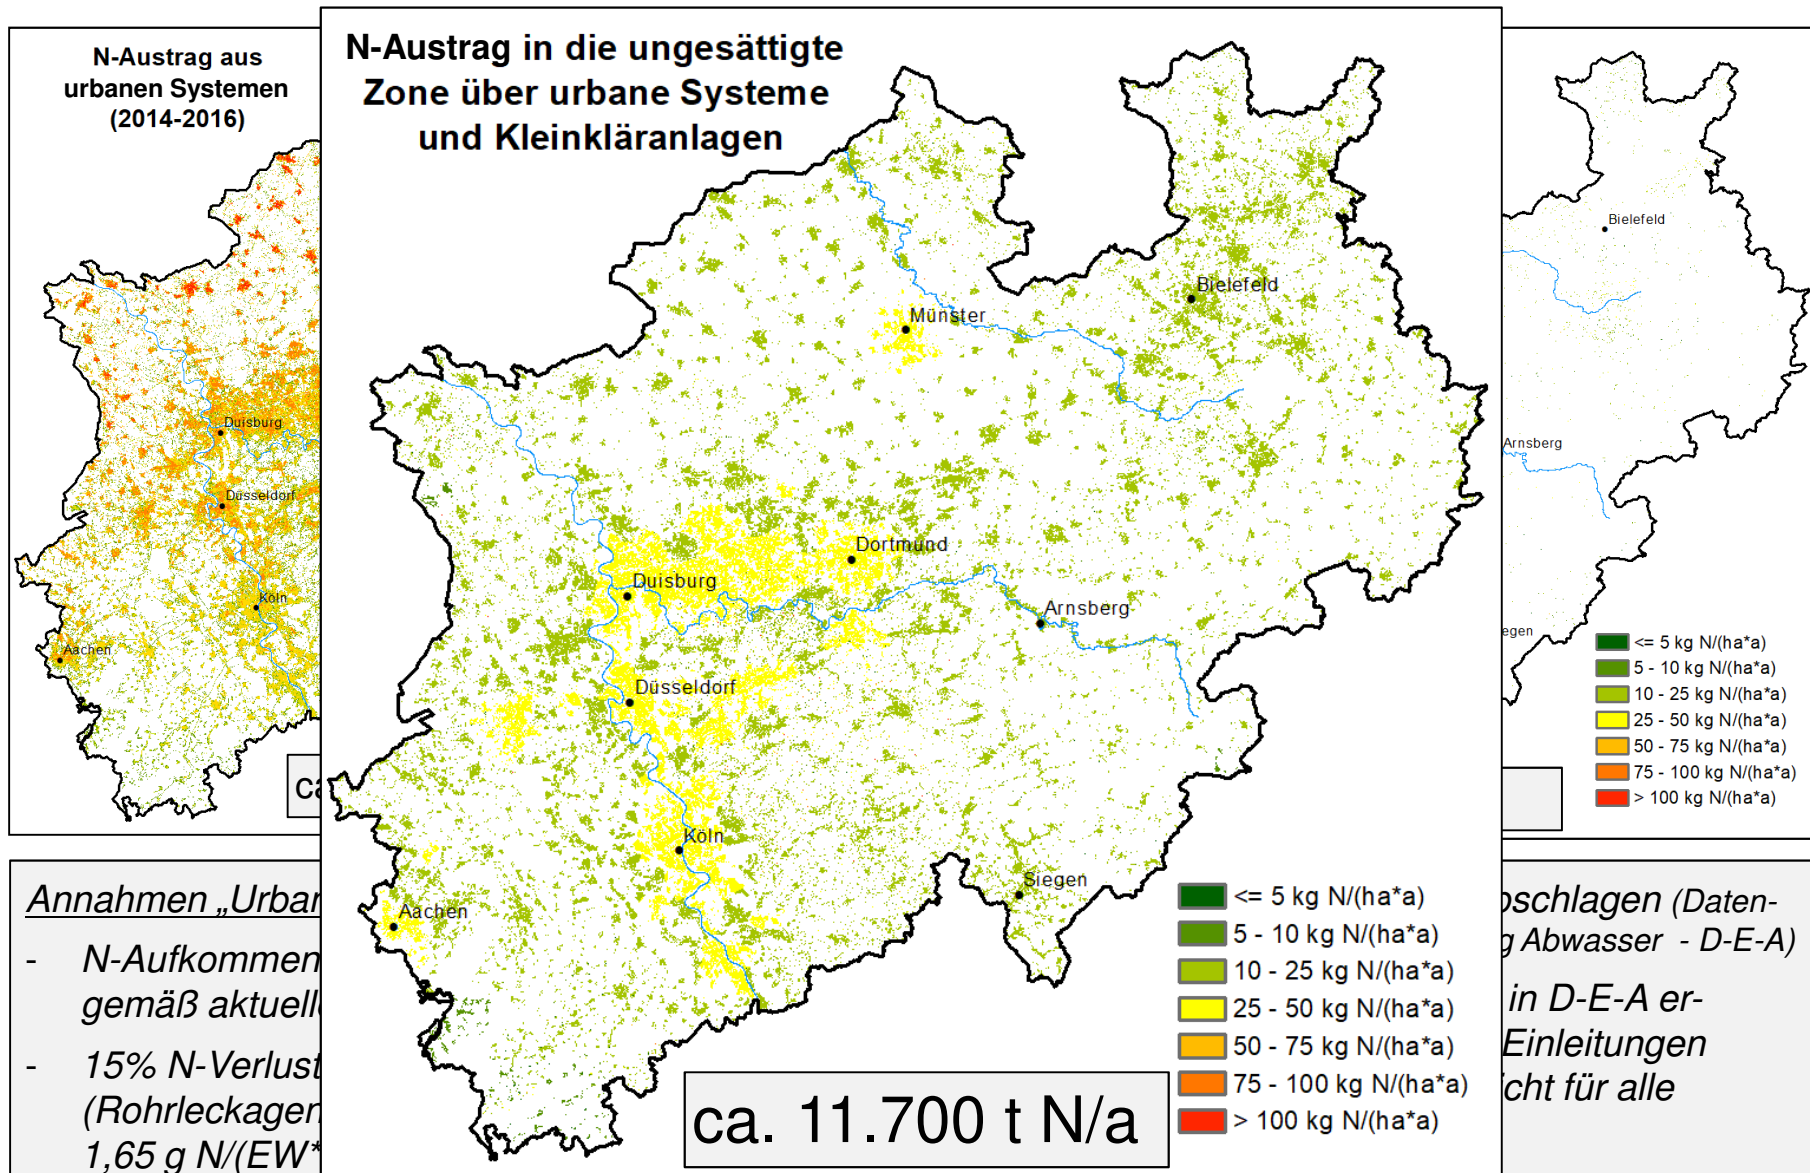 N-Austrag aus
urbanen Systemen
(2014-2016)
Duisburg
Düsseldorf
Köln
Aachen
N-Austrag in die ungesättigte
Zone über urbane Systeme
und Kleinkläranlagen
Bielefeld
Münster
Dortmund
Duisburg
Arnsberg
Düsseldorf
Köln
Siegen
Aachen
<= 5 kg N/(ha*a)
5 - 10 kg N/(ha*a)
10 - 25 kg N/(ha*a)
25 - 50 kg N/(ha*a)
50 - 75 kg N/(ha*a)
75 - 100 kg N/(ha*a)
> 100 kg N/(ha*a)
ca. 11.700 t N/a
Bielefeld
Arnsberg
egen
<= 5 kg N/(ha*a)
5 - 10 kg N/(ha*a)
10 - 25 kg N/(ha*a)
25 - 50 kg N/(ha*a)
50 - 75 kg N/(ha*a)
75 - 100 kg N/(ha*a)
> 100 kg N/(ha*a)
Annahmen „Urban
- N-Aufkommen
gemäß aktuell
- 15% N-Verlust
(Rohrleckagen
1,65 g N/(EW*
schlagen (Daten-
g Abwasser - D-E-A)
in D-E-A er-
Einleitungen
cht für alle